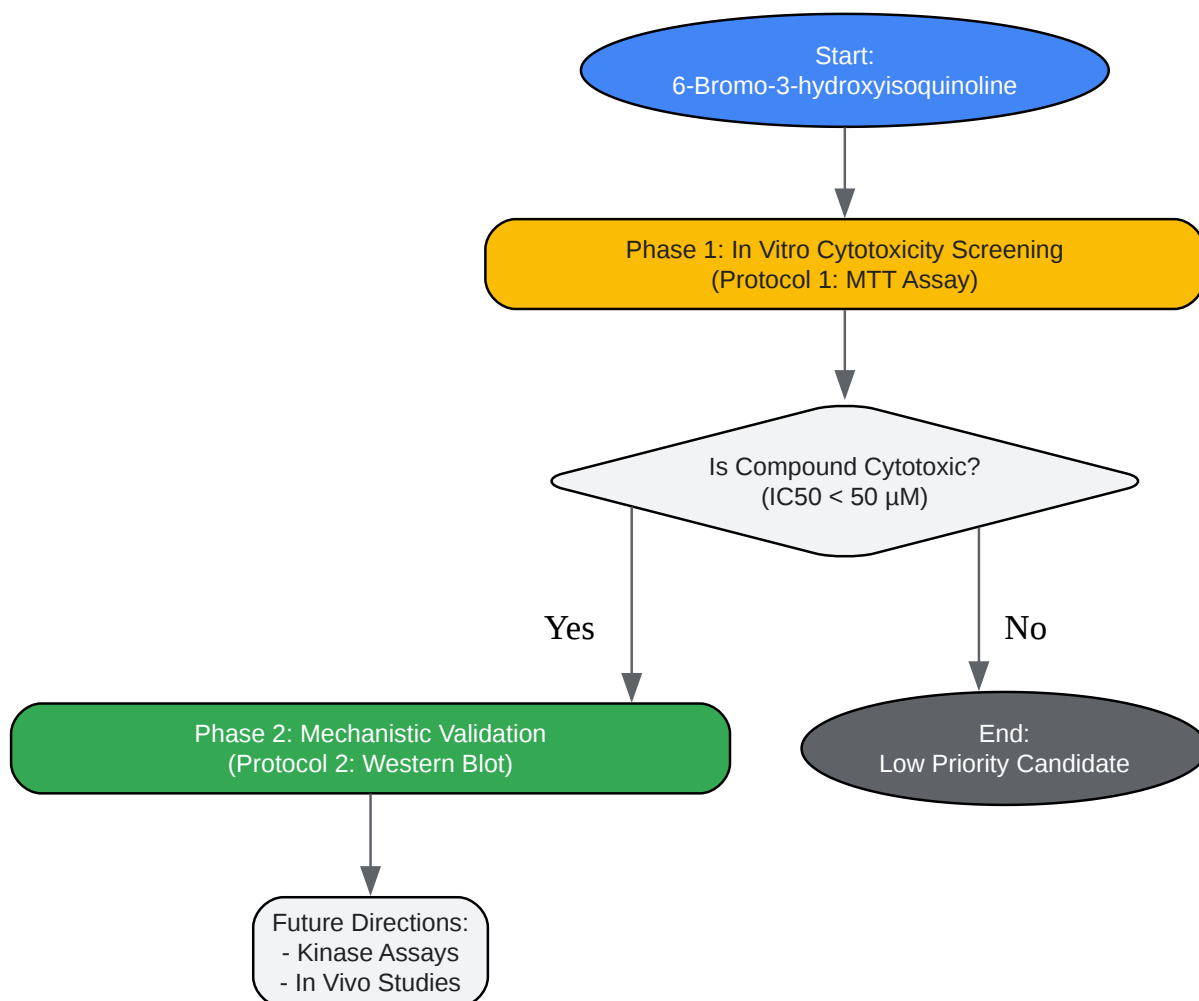 Start:
6-Bromo-3-hydroxyisoquinoline
Phase 1: In Vitro Cytotoxicity Screening
(Protocol 1: MTT Assay)
Is Compound Cytotoxic?
(IC50 < 50 µM)
Yes
No
Phase 2: Mechanistic Validation
(Protocol 2: Western Blot)
End:
Low Priority Candidate
Future Directions:
- Kinase Assays
- In Vivo Studies